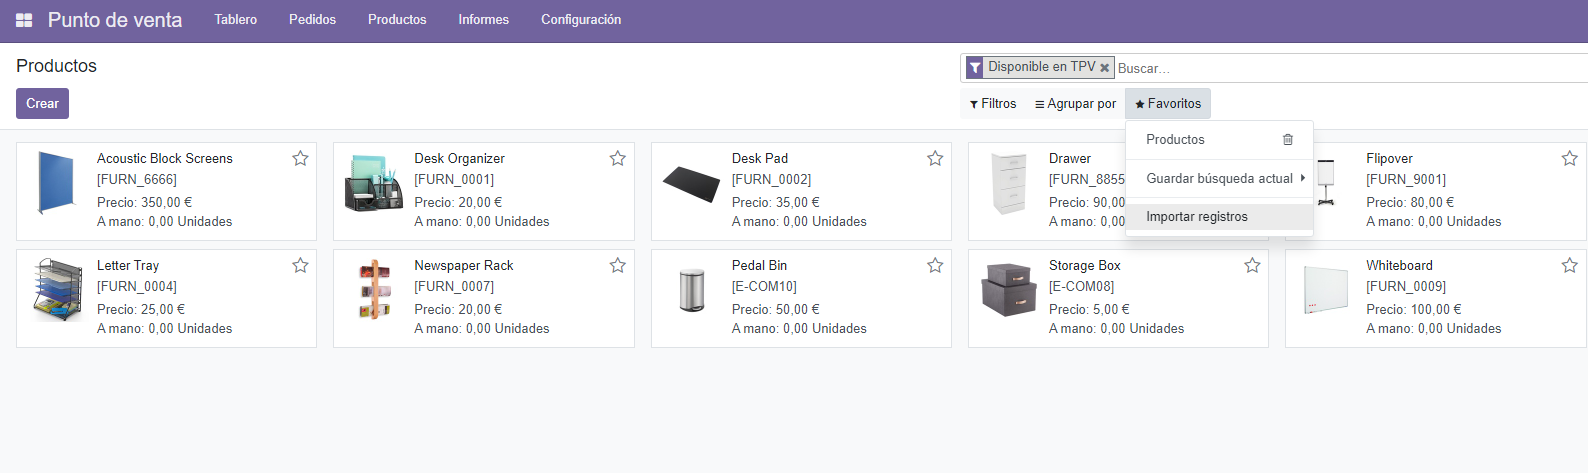 Punto de venta
Tablero
Pedidos
Productos
Informes
Configuración
Productos
Disponible en TPV
Buscar...
Crear
Filtros
Agrupar por
Favoritos
Productos
Guardar búsqueda actual
Importar registros
Acoustic Block Screens
[FURN_6666]
Precio: 350,00 €
A mano: 0,00 Unidades
Desk Organizer
[FURN_0001]
Precio: 20,00 €
A mano: 0,00 Unidades
Desk Pad
[FURN_0002]
Precio: 35,00 €
A mano: 0,00 Unidades
Drawer
[FURN_8855
Precio: 90,00
A mano: 0,00 Unidades
Flipover
[FURN_9001]
Precio: 80,00 €
A mano: 0,00 Unidades
Letter Tray
[FURN_0004]
Precio: 25,00 €
A mano: 0,00 Unidades
Newspaper Rack
[FURN_0007]
Precio: 20,00 €
A mano: 0,00 Unidades
Pedal Bin
[E-COM10]
Precio: 50,00 €
A mano: 0,00 Unidades
Storage Box
[E-COM08]
Precio: 5,00 €
A mano: 0,00 Unidades
Whiteboard
[FURN_0009]
Precio: 100,00 €
A mano: 0,00 Unidades